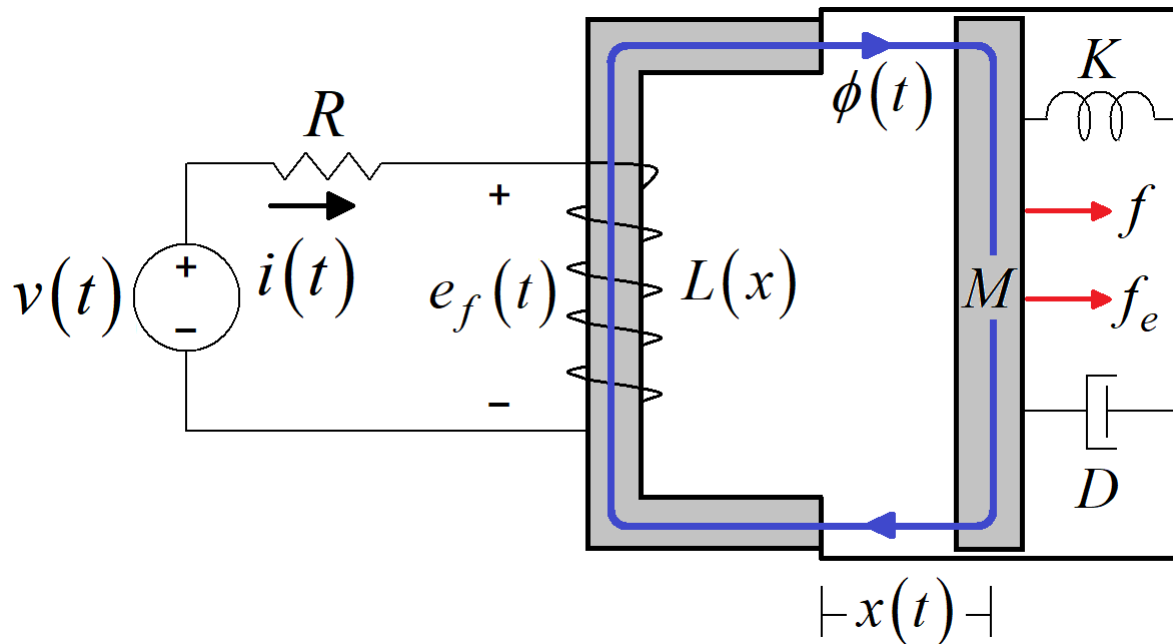 R
+
−
v(t)
i(t)
+
e_f(t)
−
L(x)
ϕ(t)
M
K
f
f_e
D
x(t)